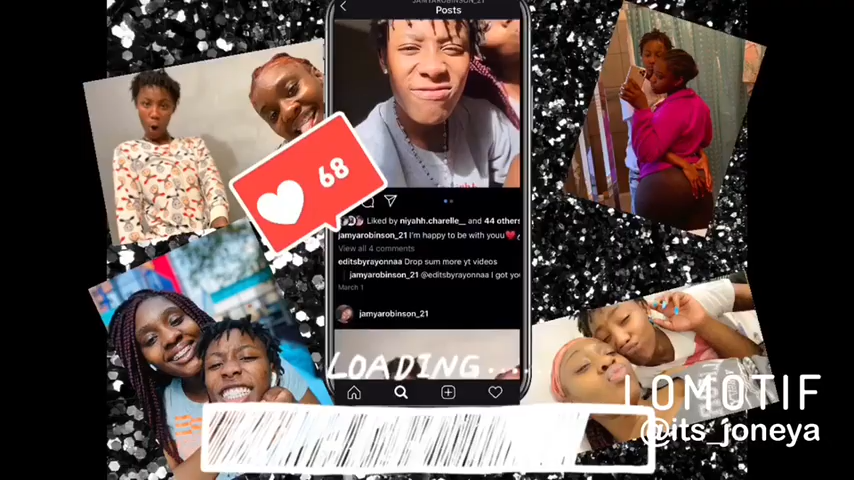 JAMYAROBINSON_21
Posts
68
Liked by niyahh.charelle__ and 44 others
jamyarobinson_21 I'm happy to be with youu❤
View all 4 comments
editsbyrayonnaa Drop sum more yt videos
jamyarobinson_21 @editsbyrayonnaa I got you
March 1
jamyarobinson_21
LOADING.....
LOMOTIF
@its_joneya